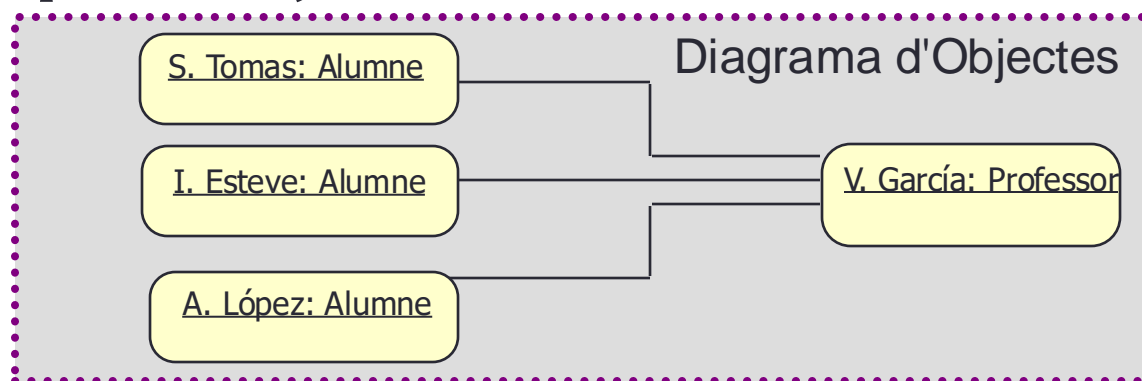 Diagrama d'Objectes
S. Tomas: Alumne
I. Esteve: Alumne
V. García: Professor
A. López: Alumne